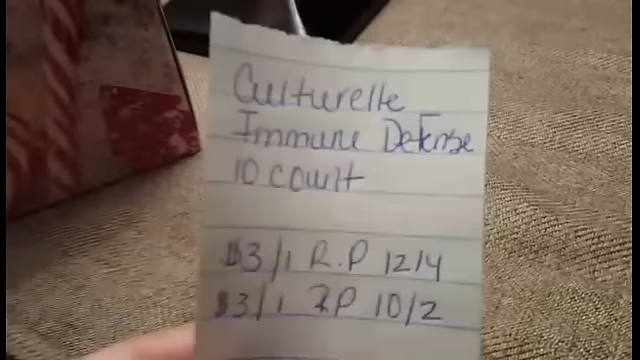 Culturelle
Immune Defense
10 count
$3/1 R.P 12/4
$3/1 RP 10/2